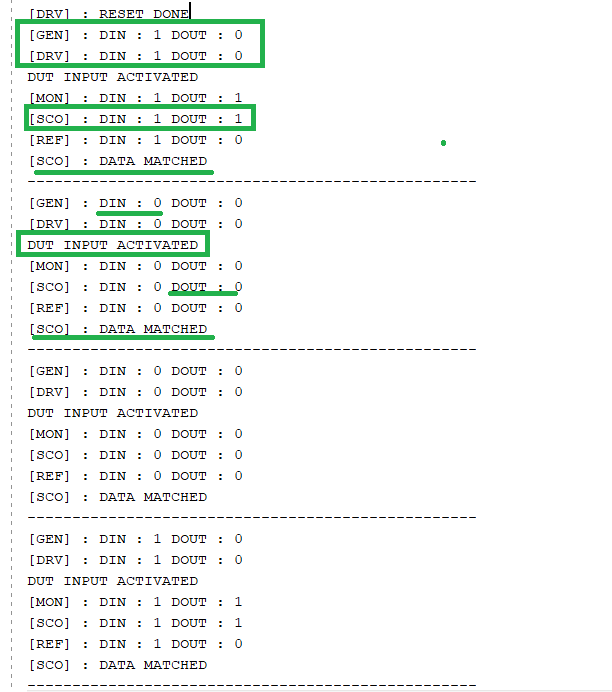 [DRV] : RESET DONE
[GEN] : DIN : 1 DOUT : 0
[DRV] : DIN : 1 DOUT : 0
DUT INPUT ACTIVATED
[MON] : DIN : 1 DOUT : 1
[SCO] : DIN : 1 DOUT : 1
[REF] : DIN : 1 DOUT : 0
[SCO] : DATA MATCHED
--------------------------------------------------
[GEN] : DIN : 0 DOUT : 0
[DRV] : DIN : 0 DOUT : 0
DUT INPUT ACTIVATED
[MON] : DIN : 0 DOUT : 0
[SCO] : DIN : 0 DOUT : 0
[REF] : DIN : 0 DOUT : 0
[SCO] : DATA MATCHED
--------------------------------------------------
[GEN] : DIN : 0 DOUT : 0
[DRV] : DIN : 0 DOUT : 0
DUT INPUT ACTIVATED
[MON] : DIN : 0 DOUT : 0
[SCO] : DIN : 0 DOUT : 0
[REF] : DIN : 0 DOUT : 0
[SCO] : DATA MATCHED
--------------------------------------------------
[GEN] : DIN : 1 DOUT : 0
[DRV] : DIN : 1 DOUT : 0
DUT INPUT ACTIVATED
[MON] : DIN : 1 DOUT : 1
[SCO] : DIN : 1 DOUT : 1
[REF] : DIN : 1 DOUT : 0
[SCO] : DATA MATCHED
--------------------------------------------------